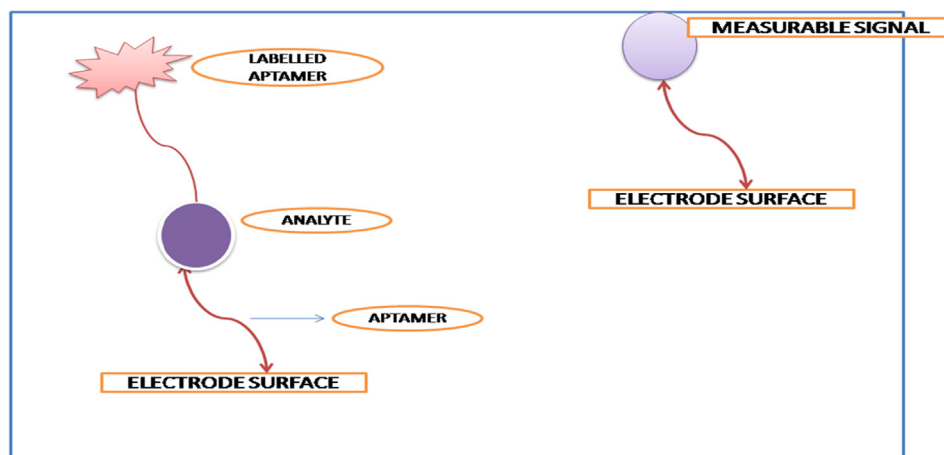 LABELLED
APTAMER
ANALYTE
APTAMER
ELECTRODE SURFACE
MEASURABLE SIGNAL
ELECTRODE SURFACE